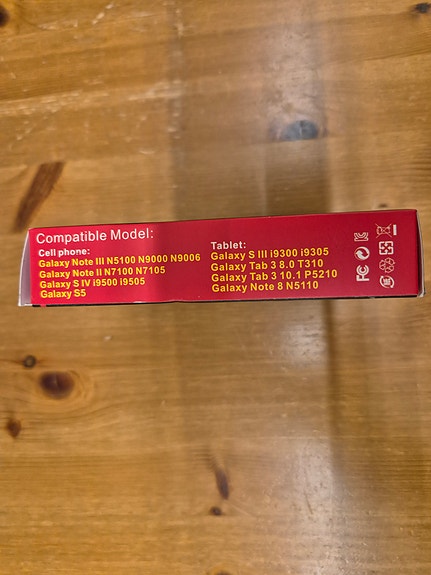 Compatible Model:
Cell phone:
Galaxy Note III N5100 N9000 N9006
Galaxy Note II N7100 N7105
Galaxy S IV i9500 i9505
Galaxy S5
Tablet:
Galaxy S III i9300 i9305
Galaxy Tab 3 8.0 T310
Galaxy Tab 3 10.1 P5210
Galaxy Note 8 N5110
FC